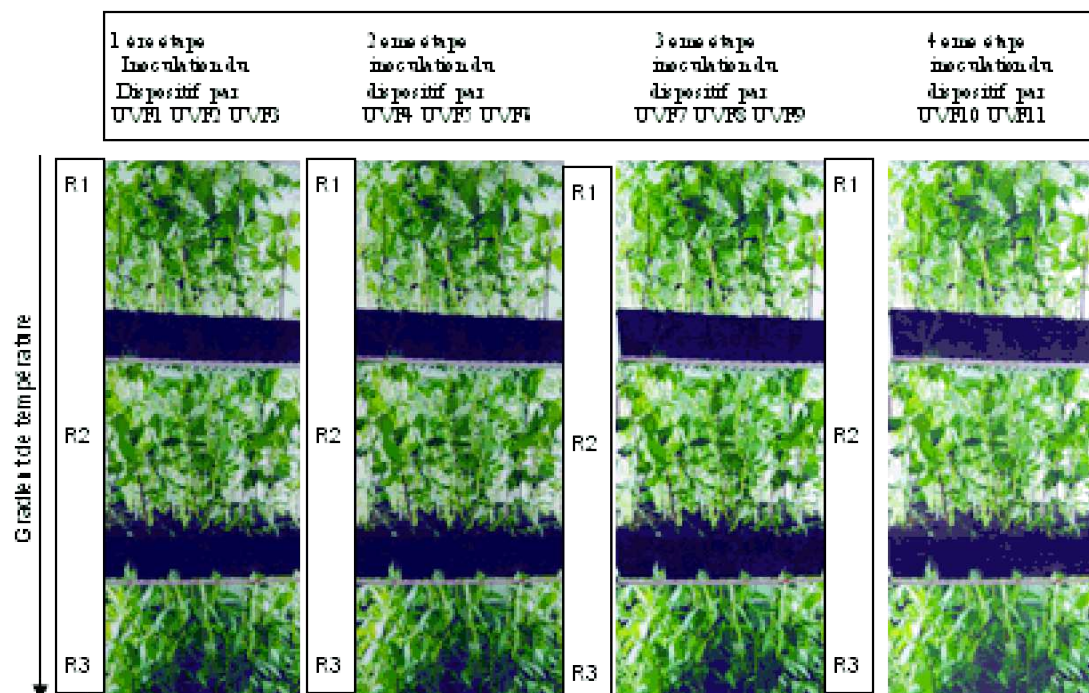 1 ere etape
Inoculation du
Dispositif par
UVF1 UVF2 UVF3
2 eme etape
inoculation du
dispositif par
UVF4 UVF5 UVF6
3 eme etape
inoculation du
dispositif par
UVF7 UVF8 UVF9
4 eme etape
inoculation du
dispositif par
UVF10 UVF11
Gradient de température
R1
R2
R3
R1
R2
R3
R1
R2
R3
R1
R2
R3